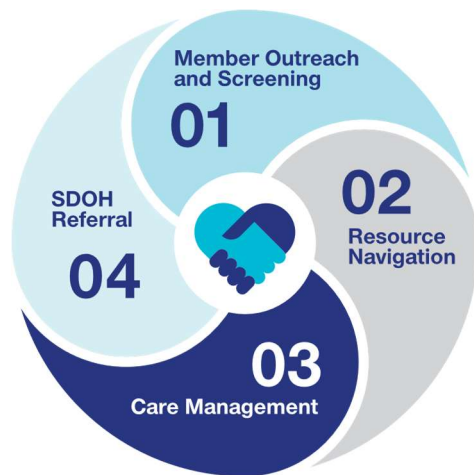 Member Outreach
and Screening
01
02
Resource
Navigation
03
Care Management
SDOH
Referral
04